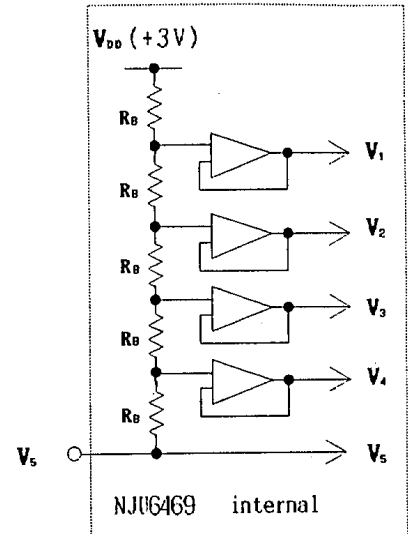 V_DD (+3V)
R_B
V_1
R_B
V_2
R_B
V_3
R_B
V_4
R_B
V_5
V_5
NJU6469 internal